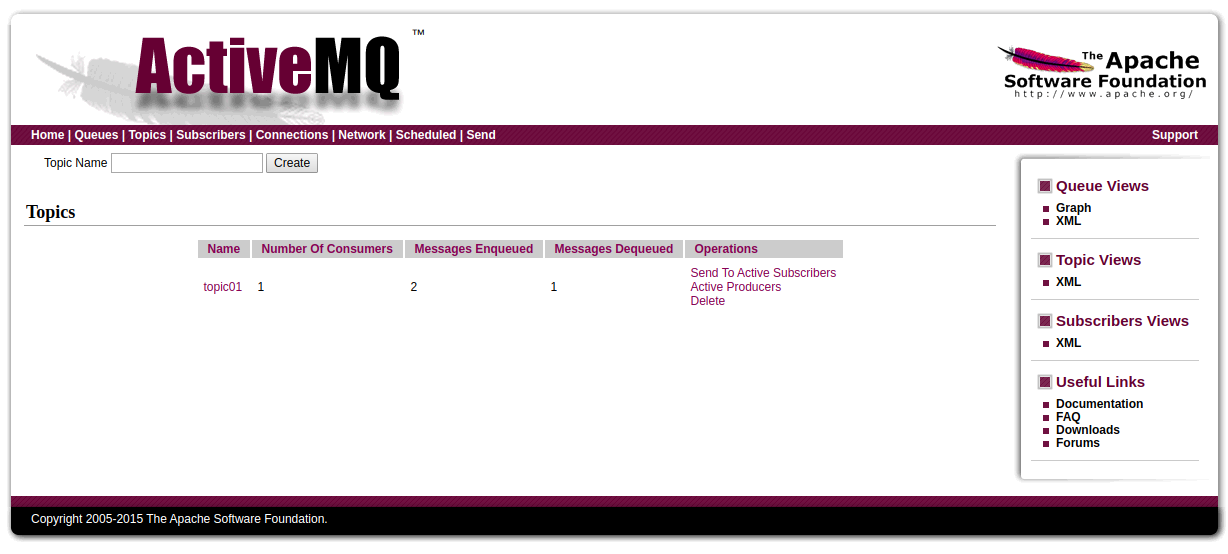 ActiveMQ ™
The Apache
Software Foundation
http://www.apache.org/
Home | Queues | Topics | Subscribers | Connections | Network | Scheduled | Send
Support
Topic Name Create
Topics
Name Number Of Consumers Messages Enqueued Messages Dequeued Operations
topic01 1 2 1 Send To Active Subscribers
Active Producers
Delete
Queue Views
Graph
XML
Topic Views
XML
Subscribers Views
XML
Useful Links
Documentation
FAQ
Downloads
Forums
Copyright 2005-2015 The Apache Software Foundation.